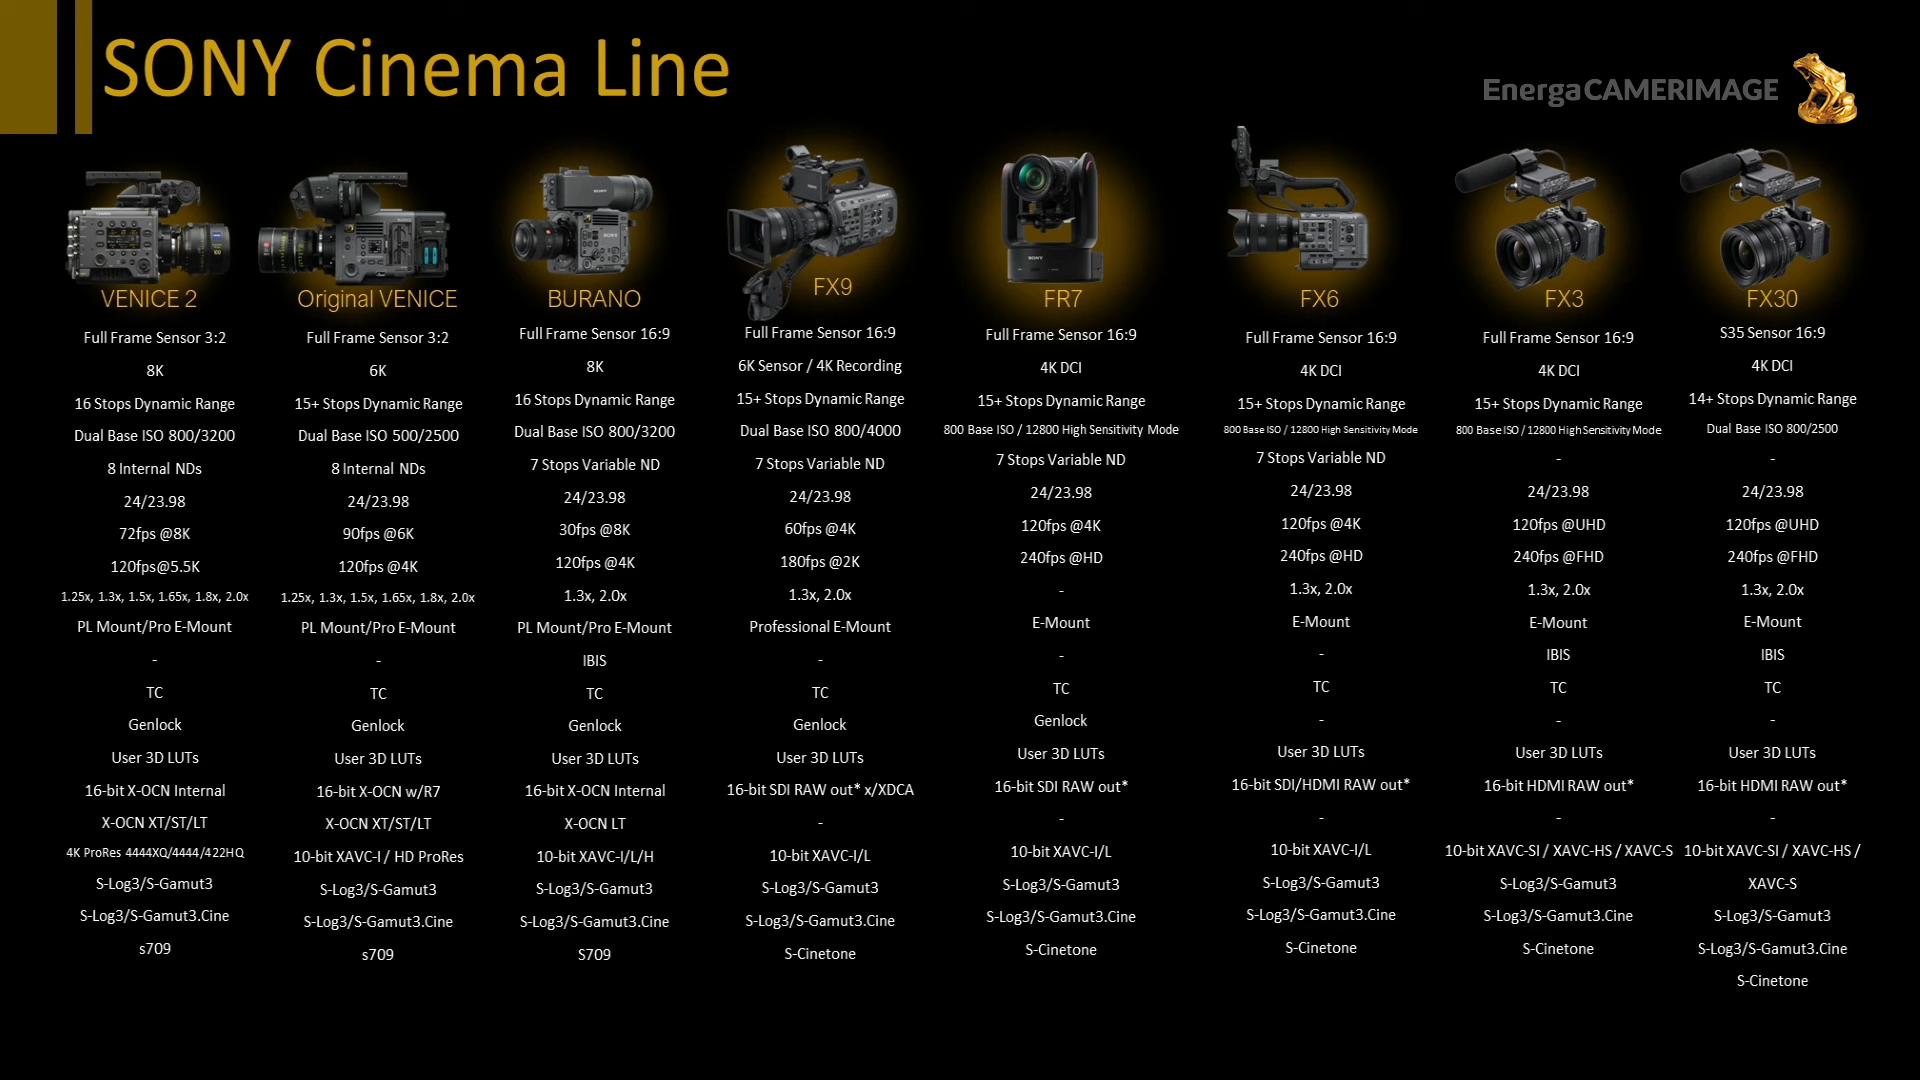 SONY Cinema Line
EnergaCAMERIMAGE
VENICE 2
Full Frame Sensor 3:2
8K
16 Stops Dynamic Range
Dual Base ISO 800/3200
8 Internal NDs
24/23.98
72fps @8K
120fps@5.5K
1.25x, 1.3x, 1.5x, 1.65x, 1.8x, 2.0x
PL Mount/Pro E-Mount
-
TC
Genlock
User 3D LUTs
16-bit X-OCN Internal
X-OCN XT/ST/LT
4K ProRes 4444XQ/4444/422HQ
S-Log3/S-Gamut3
S-Log3/S-Gamut3.Cine
s709
Original VENICE
Full Frame Sensor 3:2
6K
15+ Stops Dynamic Range
Dual Base ISO 500/2500
8 Internal NDs
24/23.98
90fps @6K
120fps @4K
1.25x, 1.3x, 1.5x, 1.65x, 1.8x, 2.0x
PL Mount/Pro E-Mount
-
TC
Genlock
User 3D LUTs
16-bit X-OCN w/R7
X-OCN XT/ST/LT
10-bit XAVC-I / HD ProRes
S-Log3/S-Gamut3
S-Log3/S-Gamut3.Cine
s709
BURANO
Full Frame Sensor 16:9
8K
16 Stops Dynamic Range
Dual Base ISO 800/3200
7 Stops Variable ND
24/23.98
30fps @8K
120fps @4K
1.3x, 2.0x
PL Mount/Pro E-Mount
IBIS
TC
Genlock
User 3D LUTs
16-bit X-OCN Internal
X-OCN LT
10-bit XAVC-I/L/H
S-Log3/S-Gamut3
S-Log3/S-Gamut3.Cine
S709
FX9
Full Frame Sensor 16:9
6K Sensor / 4K Recording
15+ Stops Dynamic Range
Dual Base ISO 800/4000
7 Stops Variable ND
24/23.98
60fps @4K
180fps @2K
1.3x, 2.0x
Professional E-Mount
-
TC
Genlock
User 3D LUTs
16-bit SDI RAW out* x/XDCA
-
10-bit XAVC-I/L
S-Log3/S-Gamut3
S-Log3/S-Gamut3.Cine
S-Cinetone
FR7
Full Frame Sensor 16:9
4K DCI
15+ Stops Dynamic Range
800 Base ISO / 12800 High Sensitivity Mode
7 Stops Variable ND
24/23.98
120fps @4K
240fps @HD
-
E-Mount
-
TC
Genlock
User 3D LUTs
16-bit SDI RAW out*
-
10-bit XAVC-I/L
S-Log3/S-Gamut3
S-Log3/S-Gamut3.Cine
S-Cinetone
FX6
Full Frame Sensor 16:9
4K DCI
15+ Stops Dynamic Range
800 Base ISO / 12800 High Sensitivity Mode
7 Stops Variable ND
24/23.98
120fps @4K
240fps @HD
1.3x, 2.0x
E-Mount
-
TC
-
User 3D LUTs
16-bit SDI/HDMI RAW out*
-
10-bit XAVC-I/L
S-Log3/S-Gamut3
S-Log3/S-Gamut3.Cine
S-Cinetone
FX3
Full Frame Sensor 16:9
4K DCI
15+ Stops Dynamic Range
800 Base ISO / 12800 High Sensitivity Mode
-
24/23.98
120fps @UHD
240fps @FHD
1.3x, 2.0x
E-Mount
IBIS
TC
-
User 3D LUTs
16-bit HDMI RAW out*
-
10-bit XAVC-SI / XAVC-HS / XAVC-S
S-Log3/S-Gamut3
S-Log3/S-Gamut3.Cine
S-Cinetone
FX30
S35 Sensor 16:9
4K DCI
14+ Stops Dynamic Range
Dual Base ISO 800/2500
-
24/23.98
120fps @UHD
240fps @FHD
1.3x, 2.0x
E-Mount
IBIS
TC
-
User 3D LUTs
16-bit HDMI RAW out*
-
10-bit XAVC-SI / XAVC-HS /
XAVC-S
S-Log3/S-Gamut3
S-Log3/S-Gamut3.Cine
S-Cinetone